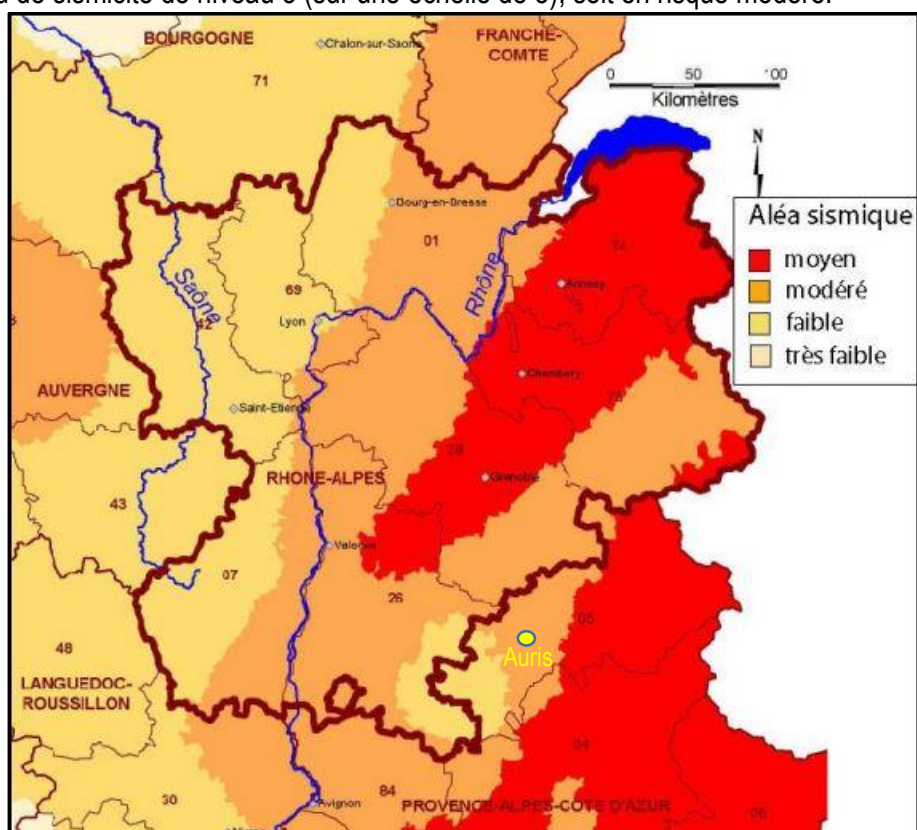 de sismicité de niveau 3 (sur une échelle de 5), soit en risque modéré.
BOURGOGNE
Chalon-sur-Saone
FRANCHE-
COMTE
71
0 50 100
Kilomètres
N
Bourg-en-Bresse
01
74
Aléa sismique
moyen
modéré
faible
très faible
Saône
69
42
Rhône
Annecy
Lyon
Chambery
AUVERGNE
73
Saint-Etienne
38
RHONE-ALPES
Grenoble
43
Valence
07
26
05
48
Auris
LANGUEDOC-
ROUSSILLON
04
30
84
Avignon
PROVENCE-ALPES-COTE D'AZUR
06